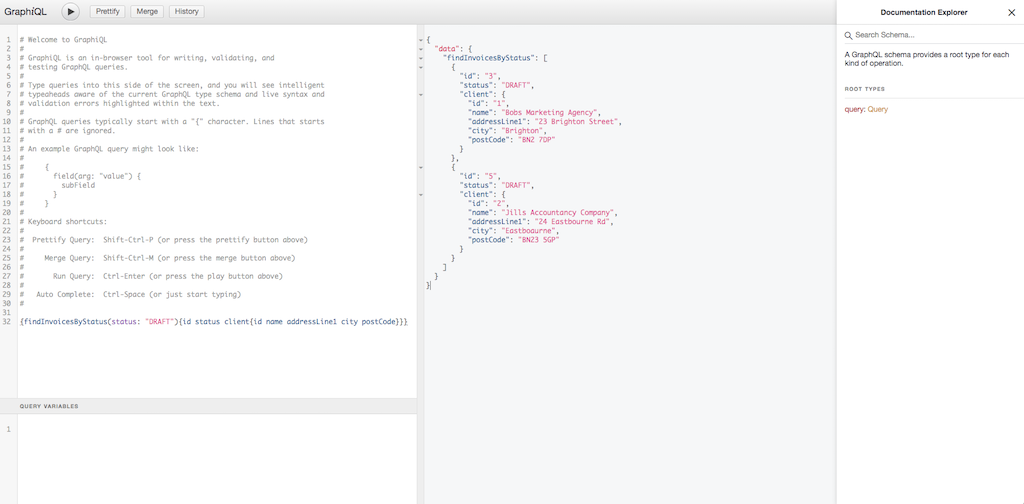 GraphiQL
Prettify Merge History
1 # Welcome to GraphiQL
2 #
3 # GraphiQL is an in-browser tool for writing, validating, and
4 # testing GraphQL queries.
5 #
6 # Type queries into this side of the screen, and you will see intelligent
7 # typeaheads aware of the current GraphQL type schema and live syntax and
8 # validation errors highlighted within the text.
9 #
10 # GraphQL queries typically start with a "{" character. Lines that starts
11 # with a # are ignored.
12 #
13 # An example GraphQL query might look like:
14 #
15 #     {
16 #       field(arg: "value") {
17 #         subField
18 #       }
19 #     }
20 #
21 # Keyboard shortcuts:
22 #
23 #  Prettify Query:  Shift-Ctrl-P (or press the prettify button above)
24 #
25 #     Merge Query:  Shift-Ctrl-M (or press the merge button above)
26 #
27 #       Run Query:  Ctrl-Enter (or press the play button above)
28 #
29 #   Auto Complete:  Ctrl-Space (or just start typing)
30 #
31
32 {findInvoicesByStatus(status: "DRAFT"){id status client{id name addressLine1 city postCode}}}
QUERY VARIABLES
1
{
  "data": {
    "findInvoicesByStatus": [
      {
        "id": "3",
        "status": "DRAFT",
        "client": {
          "id": "1",
          "name": "Bobs Marketing Agency",
          "addressLine1": "23 Brighton Street",
          "city": "Brighton",
          "postCode": "BN2 7DP"
        }
      },
      {
        "id": "5",
        "status": "DRAFT",
        "client": {
          "id": "2",
          "name": "Jills Accountancy Company",
          "addressLine1": "24 Eastbourne Rd",
          "city": "Eastboaurne",
          "postCode": "BN23 5GP"
        }
      }
    ]
  }
}
Documentation Explorer
Search Schema...
A GraphQL schema provides a root type for each
kind of operation.
ROOT TYPES
query: Query